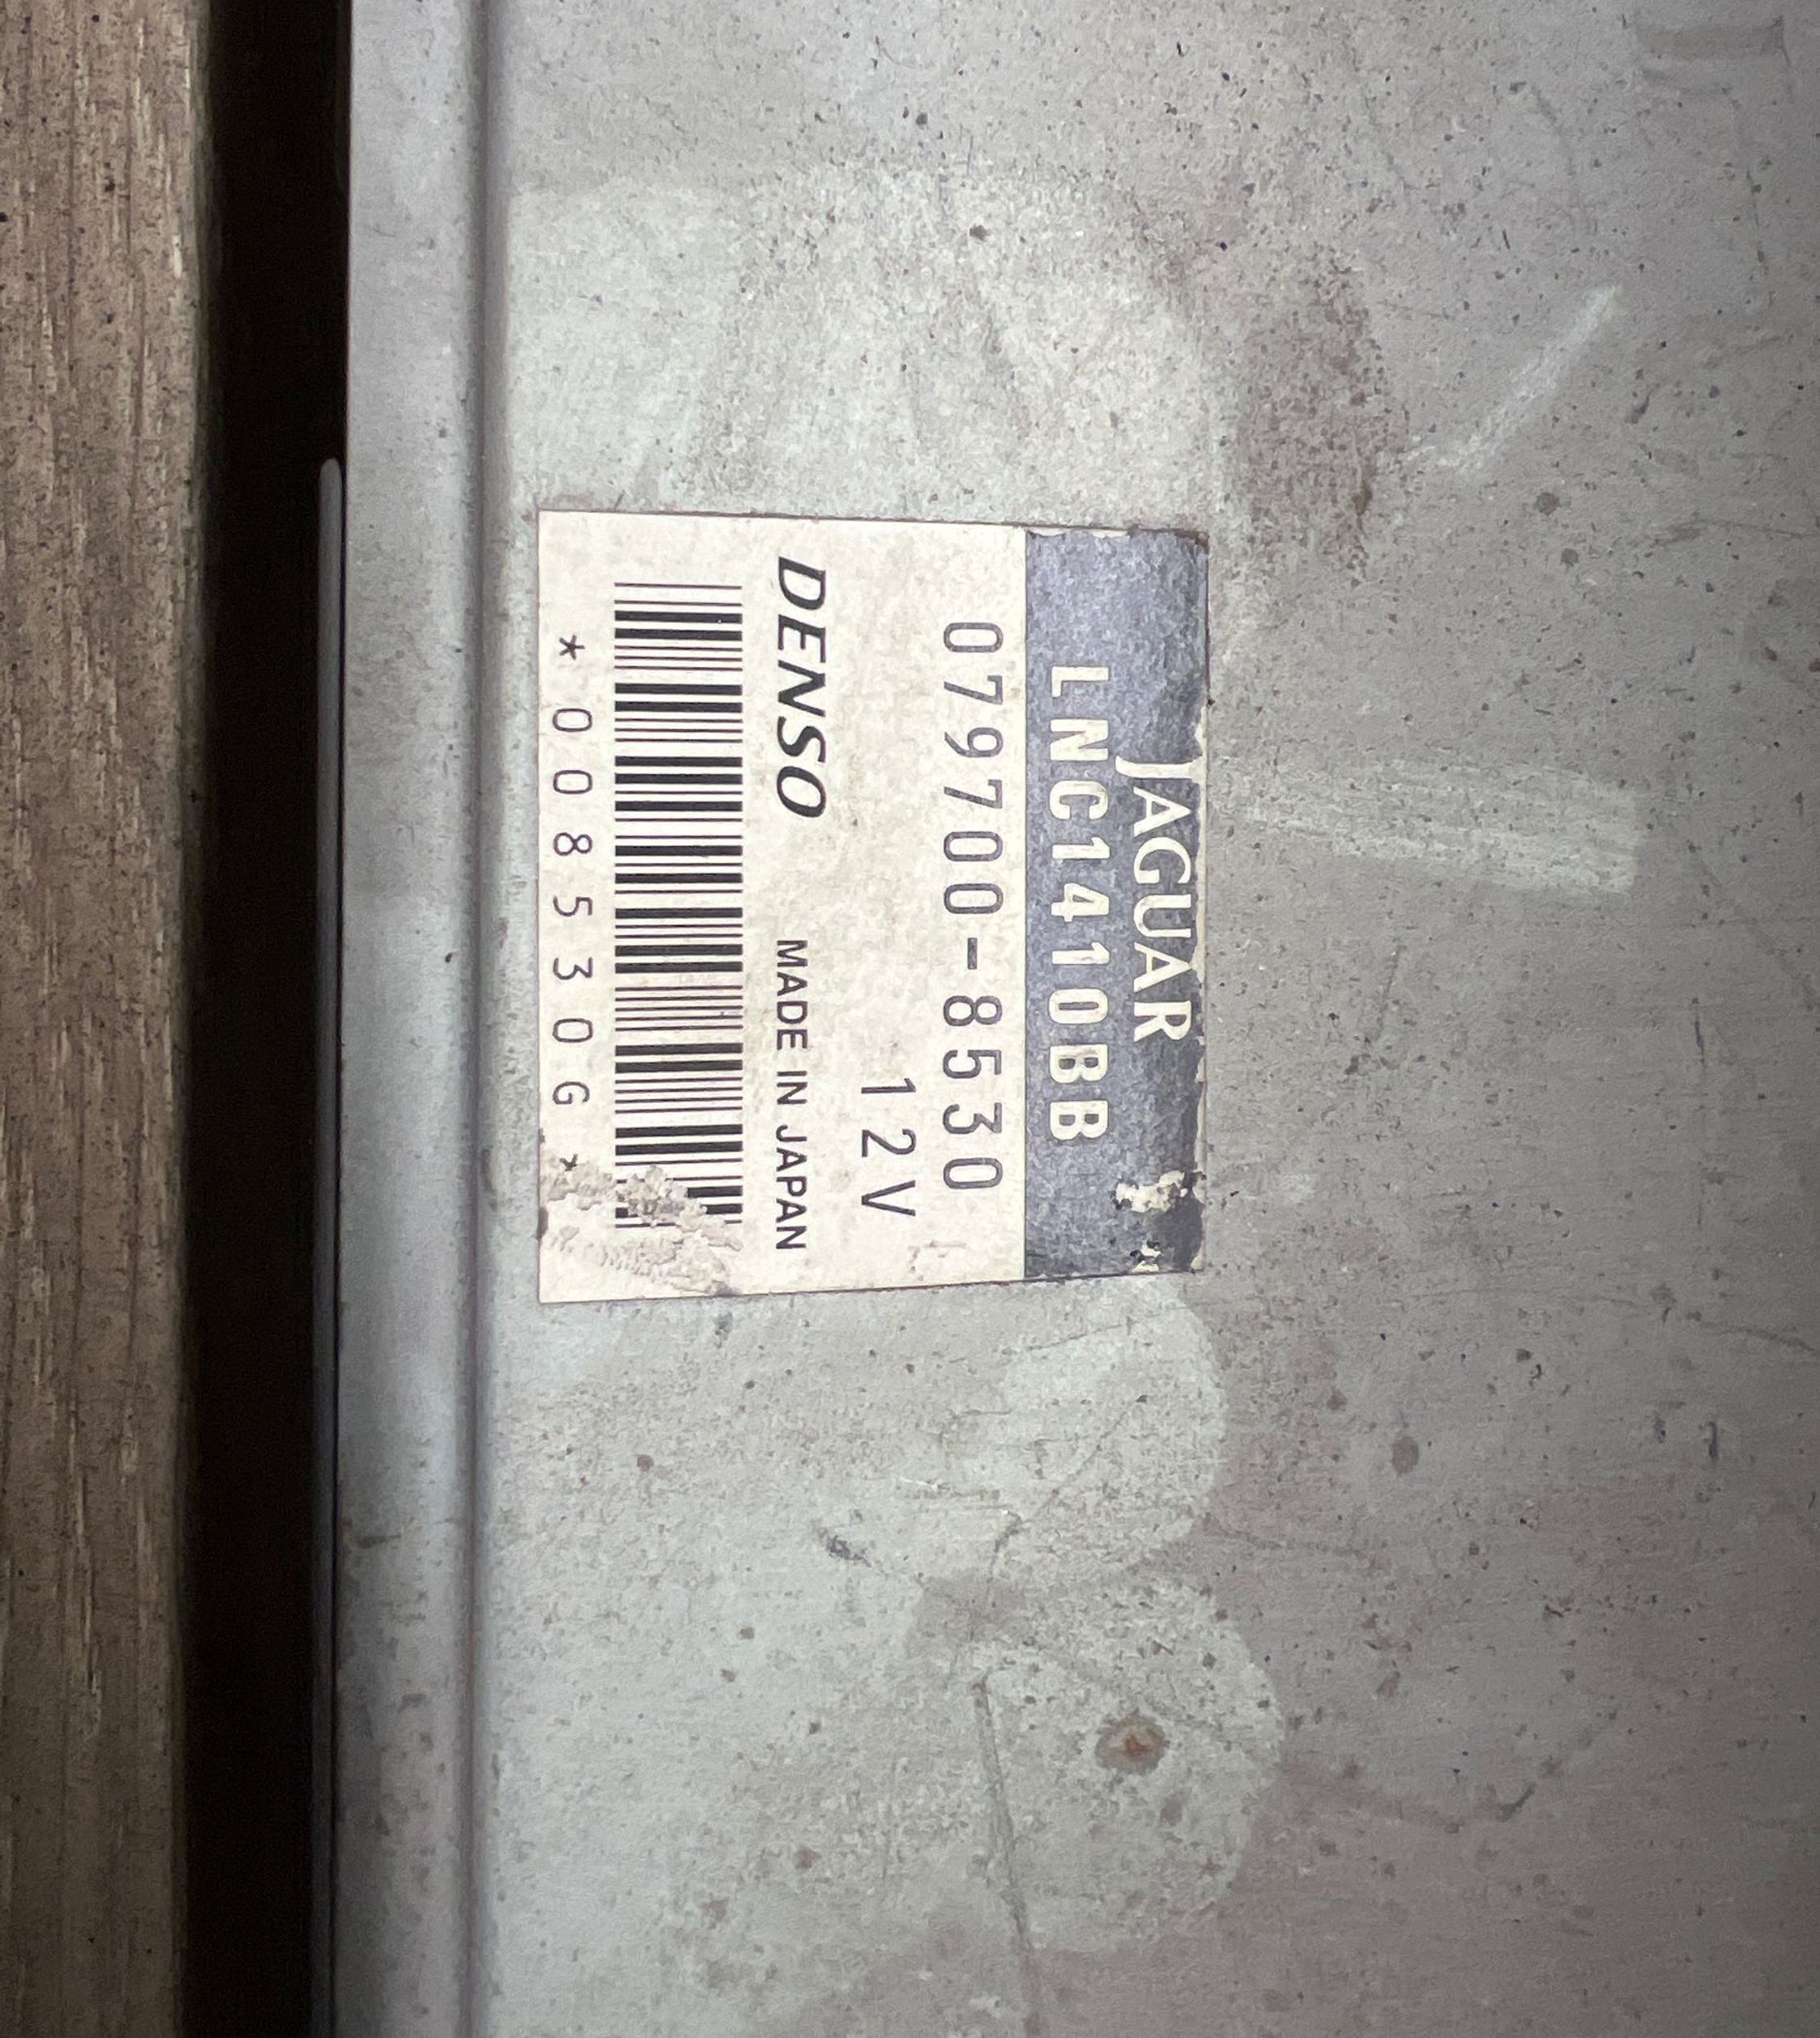 JAGUAR
LNC1410BB
079700-8530
12V
DENSO MADE IN JAPAN
*008530G*